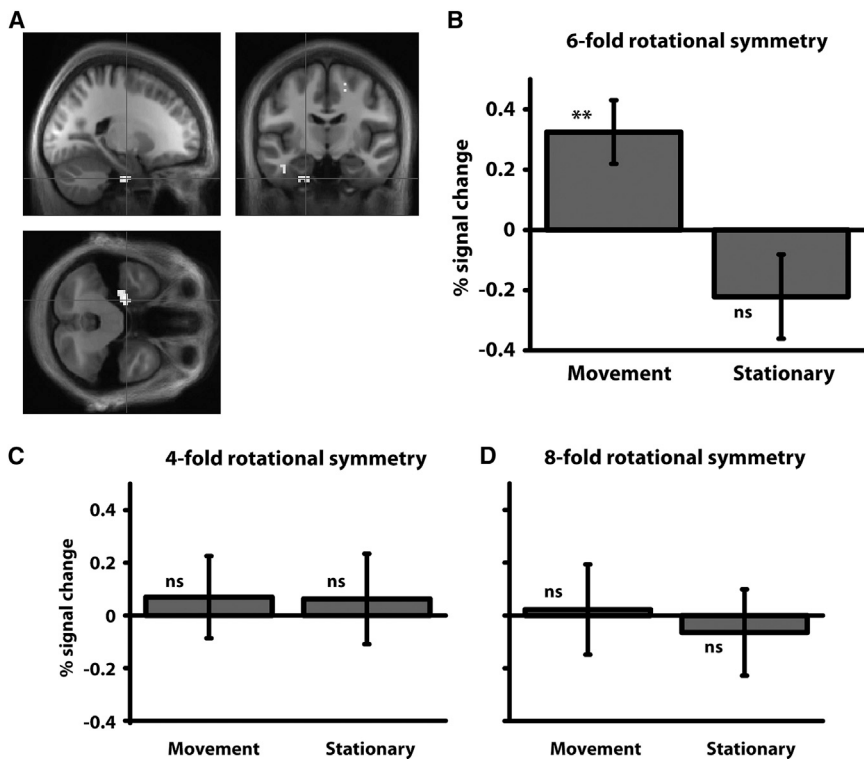 A
B
6-fold rotational symmetry
% signal change
0.4
0.2
0
-0.2
-0.4
**
ns
Movement Stationary
C
4-fold rotational symmetry
% signal change
0.4
0.2
0
-0.2
-0.4
ns
ns
Movement Stationary
D
8-fold rotational symmetry
ns
ns
Movement Stationary